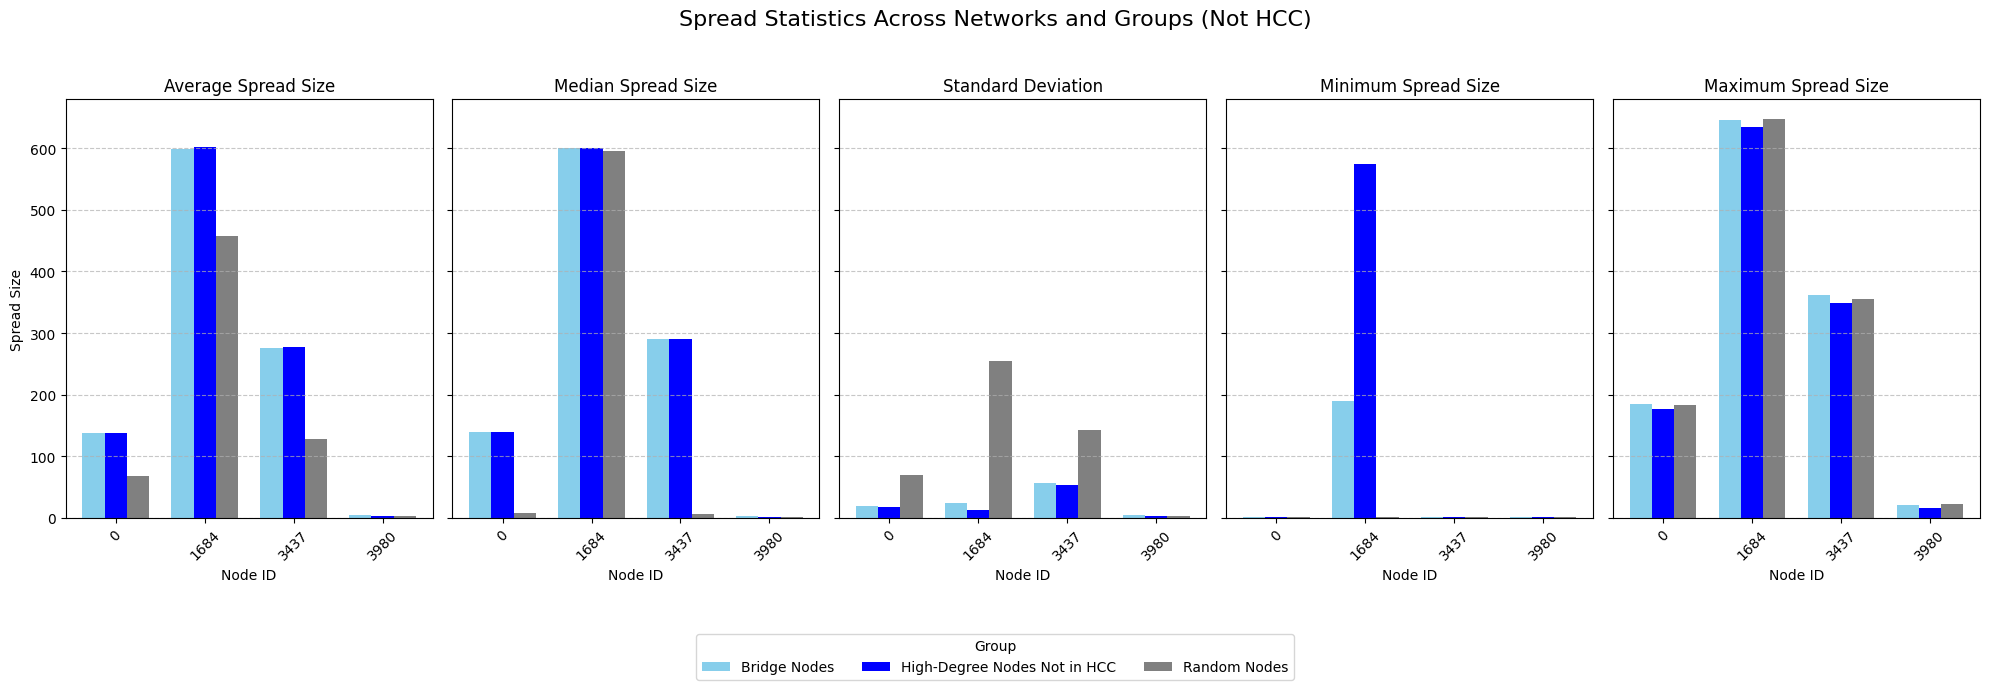 Spread Statistics Across Networks and Groups (Not HCC)
Average Spread Size
Median Spread Size
Standard Deviation
Minimum Spread Size
Maximum Spread Size
Spread Size
600
500
400
300
200
100
0
0 1684 3437 3980
0 1684 3437 3980
0 1684 3437 3980
0 1684 3437 3980
0 1684 3437 3980
Node ID
Node ID
Node ID
Node ID
Node ID
Group
Bridge Nodes
High-Degree Nodes Not in HCC
Random Nodes